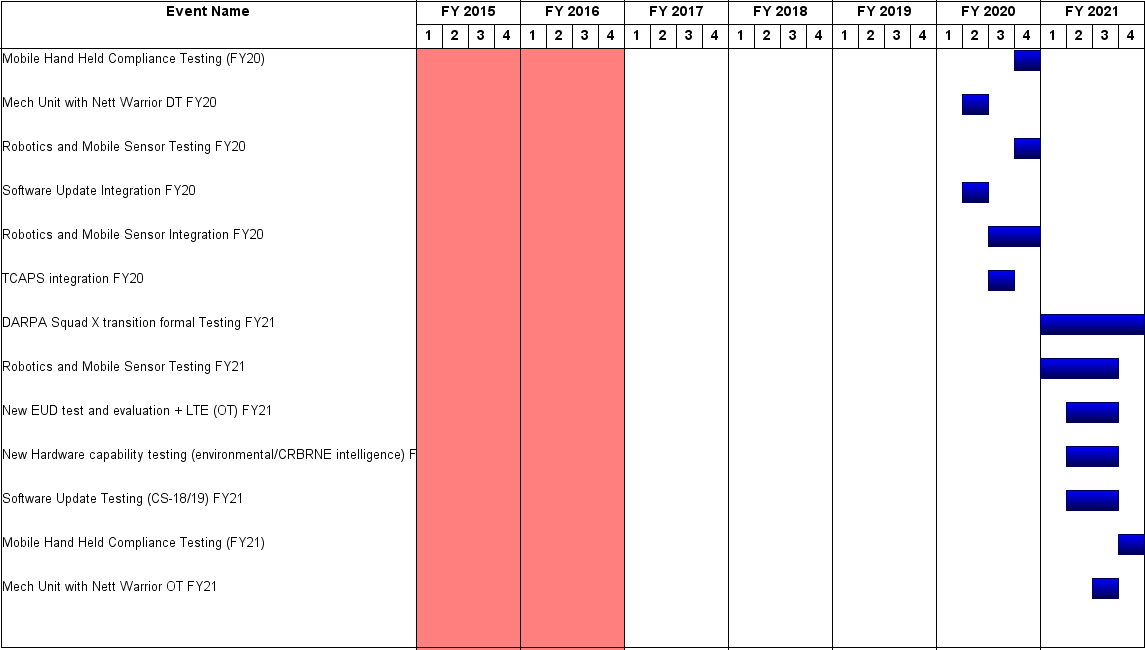 Event Name FY 2015 FY 2016 FY 2017 FY 2018 FY 2019 FY 2020 FY 2021
1 2 3 4 1 2 3 4 1 2 3 4 1 2 3 4 1 2 3 4 1 2 3 4 1 2 3 4
Mobile Hand Held Compliance Testing (FY20)
Mech Unit with Nett Warrior DT FY20
Robotics and Mobile Sensor Testing FY20
Software Update Integration FY20
Robotics and Mobile Sensor Integration FY20
TCAPS integration FY20
DARPA Squad X transition formal Testing FY21
Robotics and Mobile Sensor Testing FY21
New EUD test and evaluation + LTE (OT) FY21
New Hardware capability testing (environmental/CRBRNE intelligence) F
Software Update Testing (CS-18/19) FY21
Mobile Hand Held Compliance Testing (FY21)
Mech Unit with Nett Warrior OT FY21